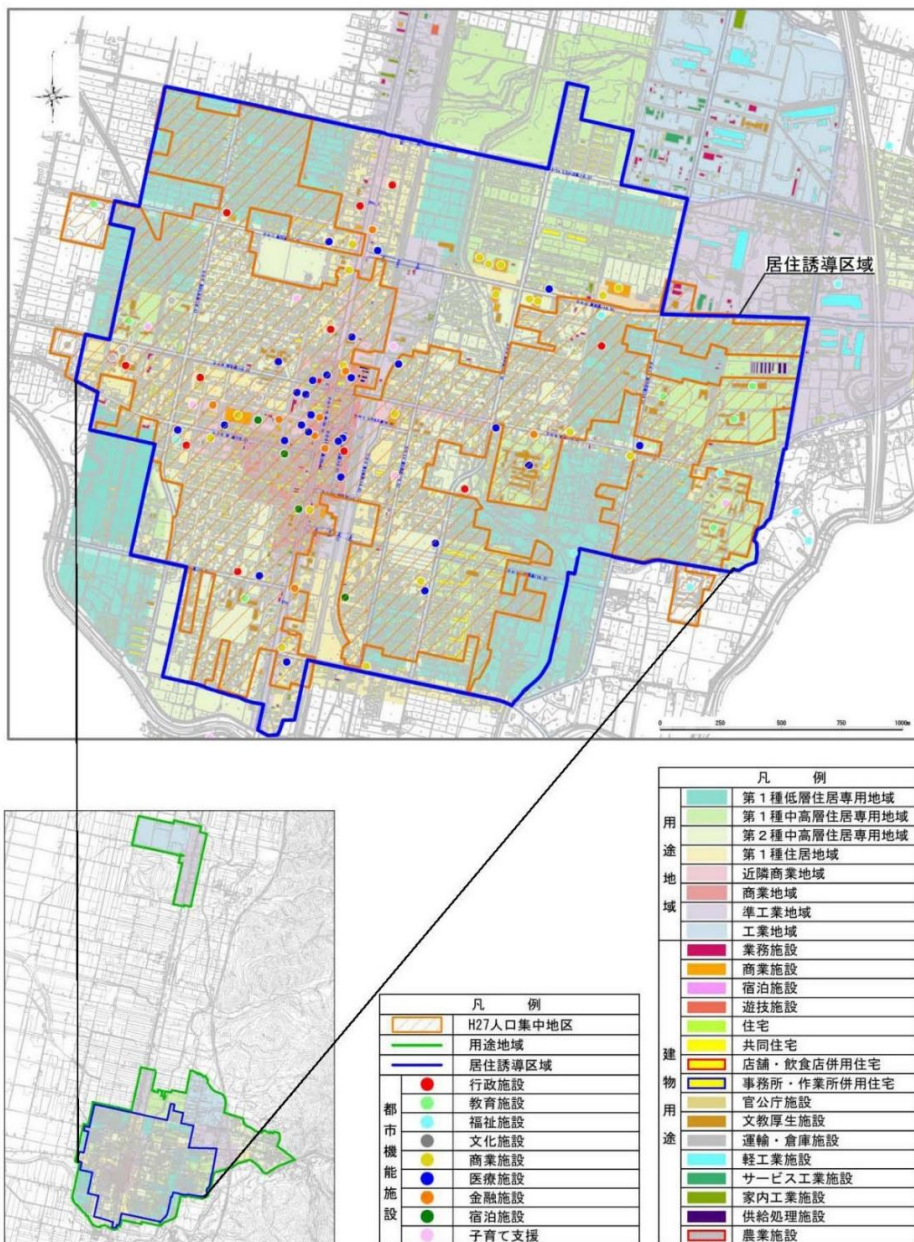 居住誘導区域
0 250 500 750 1000m
凡 例
用途地域
第1種低層住居専用地域
第1種中高層住居専用地域
第2種中高層住居専用地域
第1種住居地域
近隣商業地域
商業地域
準工業地域
工業地域
建物用途
業務施設
商業施設
宿泊施設
遊技施設
住宅
共同住宅
店舗・飲食店併用住宅
事務所・作業所併用住宅
官公庁施設
文教厚生施設
運輸・倉庫施設
軽工業施設
サービス工業施設
家内工業施設
供給処理施設
農業施設
凡 例
H27人口集中地区
用途地域
居住誘導区域
都市機能施設
行政施設
教育施設
福祉施設
文化施設
商業施設
医療施設
金融施設
宿泊施設
子育て支援